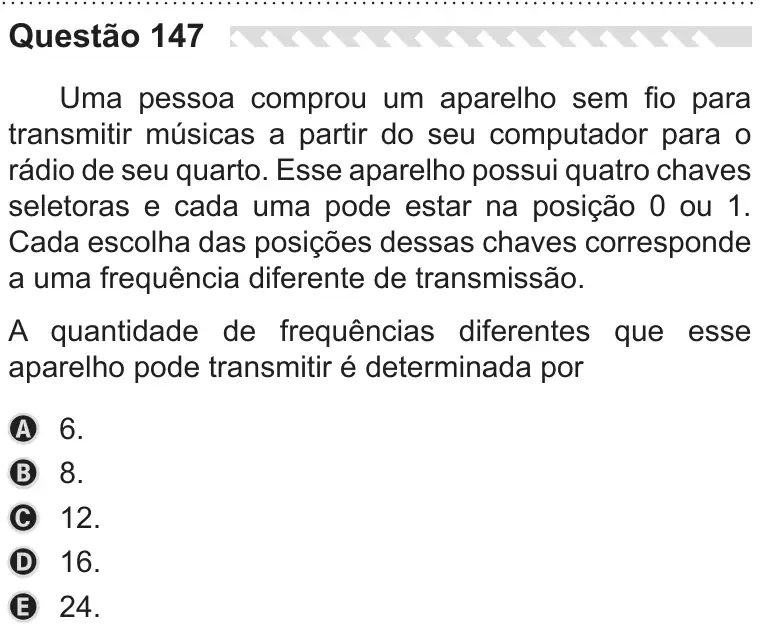 Questão 147
Uma pessoa comprou um aparelho sem fio para
transmitir músicas a partir do seu computador para o
rádio de seu quarto. Esse aparelho possui quatro chaves
seletoras e cada uma pode estar na posição 0 ou 1.
Cada escolha das posições dessas chaves corresponde
a uma frequência diferente de transmissão.
A quantidade de frequências diferentes que esse
aparelho pode transmitir é determinada por
A 6.
B 8.
C 12.
D 16.
E 24.